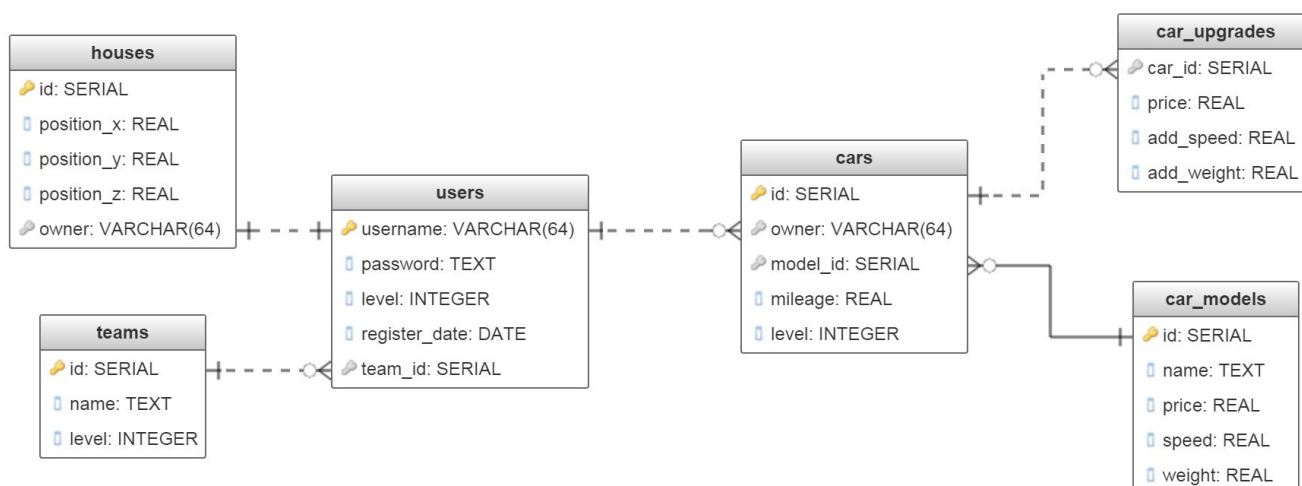 houses
id: SERIAL
position_x: REAL
position_y: REAL
position_z: REAL
owner: VARCHAR(64)
teams
id: SERIAL
name: TEXT
level: INTEGER
users
username: VARCHAR(64)
password: TEXT
level: INTEGER
register_date: DATE
team_id: SERIAL
cars
id: SERIAL
owner: VARCHAR(64)
model_id: SERIAL
mileage: REAL
level: INTEGER
car_upgrades
car_id: SERIAL
price: REAL
add_speed: REAL
add_weight: REAL
car_models
id: SERIAL
name: TEXT
price: REAL
speed: REAL
weight: REAL